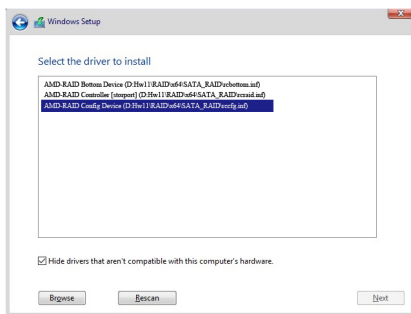 Windows Setup
Select the driver to install
AMD-RAID Bottom Device (D:Hw11\RAID\x64\SATA_RAID\rcbottom.inf)
AMD-RAID Controller [storport] (D:Hw11\RAID\x64\SATA_RAID\rcraid.inf)
AMD-RAID Config Device (D:Hw11\RAID\x64\SATA_RAID\rccfg.inf)
Hide drivers that aren't compatible with this computer's hardware.
Browse Rescan Next